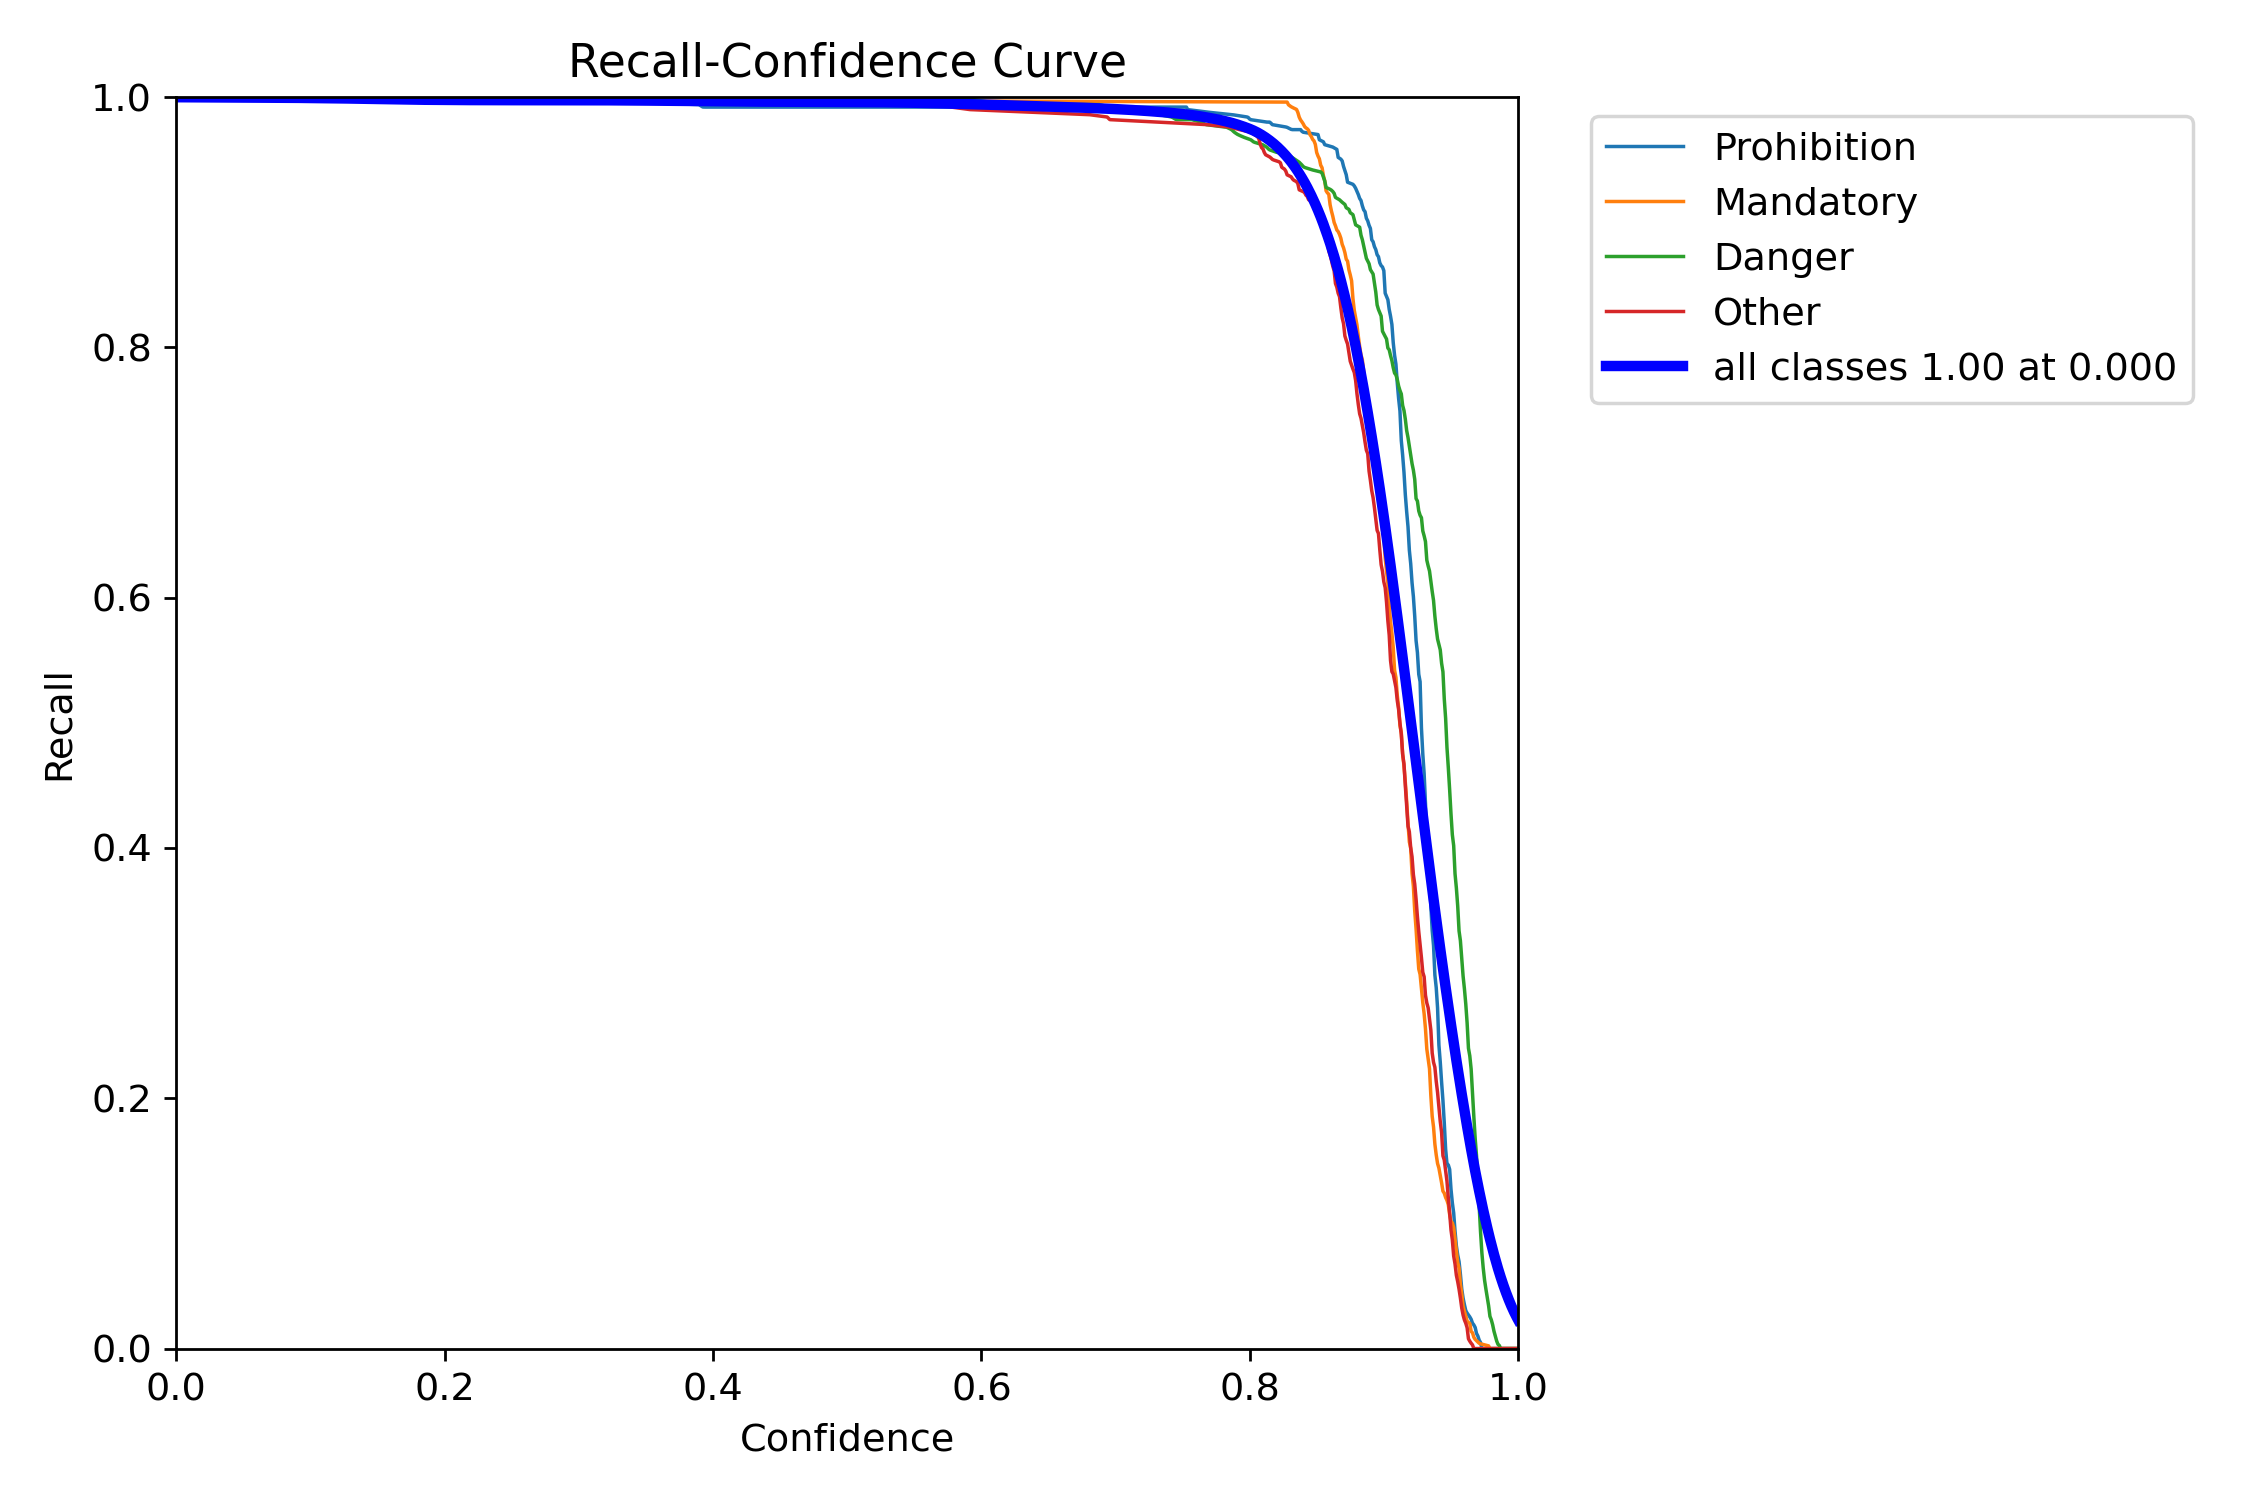 Recall-Confidence Curve
1.0
0.8
0.6
0.4
0.2
0.0
Recall
0.0 0.2 0.4 0.6 0.8 1.0
Confidence
Prohibition
Mandatory
Danger
Other
all classes 1.00 at 0.000